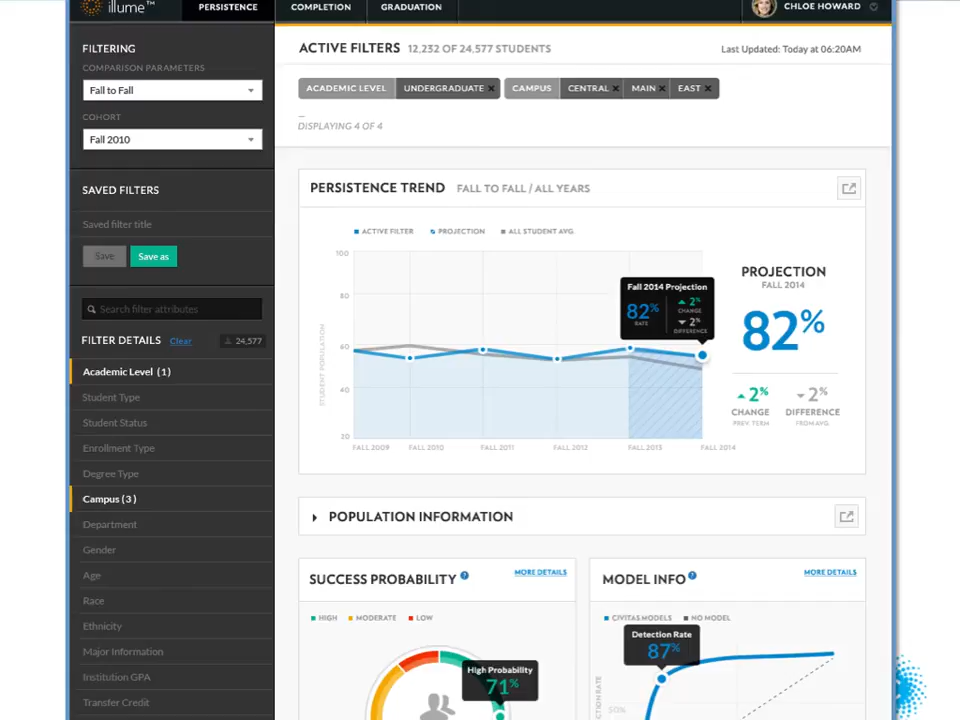 illume™
PERSISTENCE
COMPLETION
GRADUATION
CHLOE HOWARD
FILTERING
COMPARISON PARAMETERS
Fall to Fall
COHORT
Fall 2010
SAVED FILTERS
Saved filter title
Save
Save as
Search filter attributes
FILTER DETAILS Clear 24,577
Academic Level (1)
Student Type
Student Status
Enrollment Type
Degree Type
Campus (3)
Department
Gender
Age
Race
Ethnicity
Major Information
Institution GPA
Transfer Credit
ACTIVE FILTERS 12,232 OF 24,577 STUDENTS
Last Updated: Today at 06:20AM
ACADEMIC LEVEL UNDERGRADUATE × CAMPUS CENTRAL × MAIN × EAST ×
DISPLAYING 4 OF 4
PERSISTENCE TREND FALL TO FALL / ALL YEARS
ACTIVE FILTER PROJECTION ALL STUDENT AVG.
100
80
60
40
20
STUDENT POPULATION
FALL 2009 FALL 2010 FALL 2011 FALL 2012 FALL 2013 FALL 2014
Fall 2014 Projection
82%
RATE
2%
CHANGE
2%
DIFFERENCE
PROJECTION
FALL 2014
82%
2%
CHANGE
PREV. TERM
2%
DIFFERENCE
FROM AVG
POPULATION INFORMATION
SUCCESS PROBABILITY ?
MORE DETAILS
HIGH MODERATE LOW
High Probability
71%
MODEL INFO ?
MORE DETAILS
CIVITAS MODELS NO MODEL
Detection Rate
87%
50%